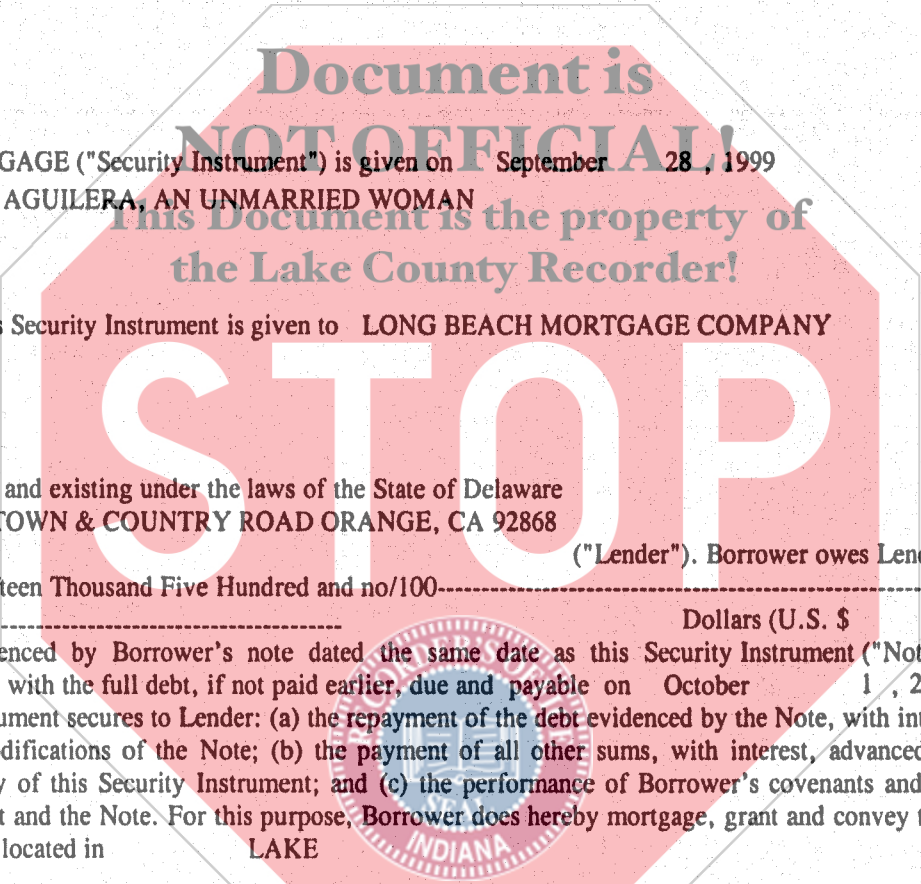 Document is
NOT OFFICIAL!
GAGE ("Security Instrument") is given on September 28 , 1999
AGUILERA, AN UNMARRIED WOMAN
This Document is the property of
the Lake County Recorder!
Security Instrument is given to LONG BEACH MORTGAGE COMPANY
STOP
and existing under the laws of the State of Delaware
TOWN & COUNTRY ROAD ORANGE, CA 92868
("Lender"). Borrower owes Lend
teen Thousand Five Hundred and no/100-----------------------------------------------------------
---------------------------------------- Dollars (U.S. $
enced by Borrower's note dated the same date as this Security Instrument ("Not
with the full debt, if not paid earlier, due and payable on October 1 , 2
ument secures to Lender: (a) the repayment of the debt evidenced by the Note, with int
difications of the Note; (b) the payment of all other sums, with interest, advanced
y of this Security Instrument; and (c) the performance of Borrower's covenants and
t and the Note. For this purpose, Borrower does hereby mortgage, grant and convey t
located in LAKE
RECORDER'S
SEAL
INDIANA